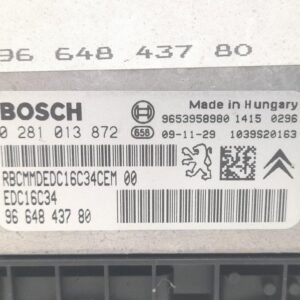 96 648 437 80
BOSCH
Made in Hungary
9653958980 1415 0296
0 281 013 872
658
09-11-29 1039S20163
RBCMMDEDC16C34CEM 00
EDC16C34
96 648 437 80